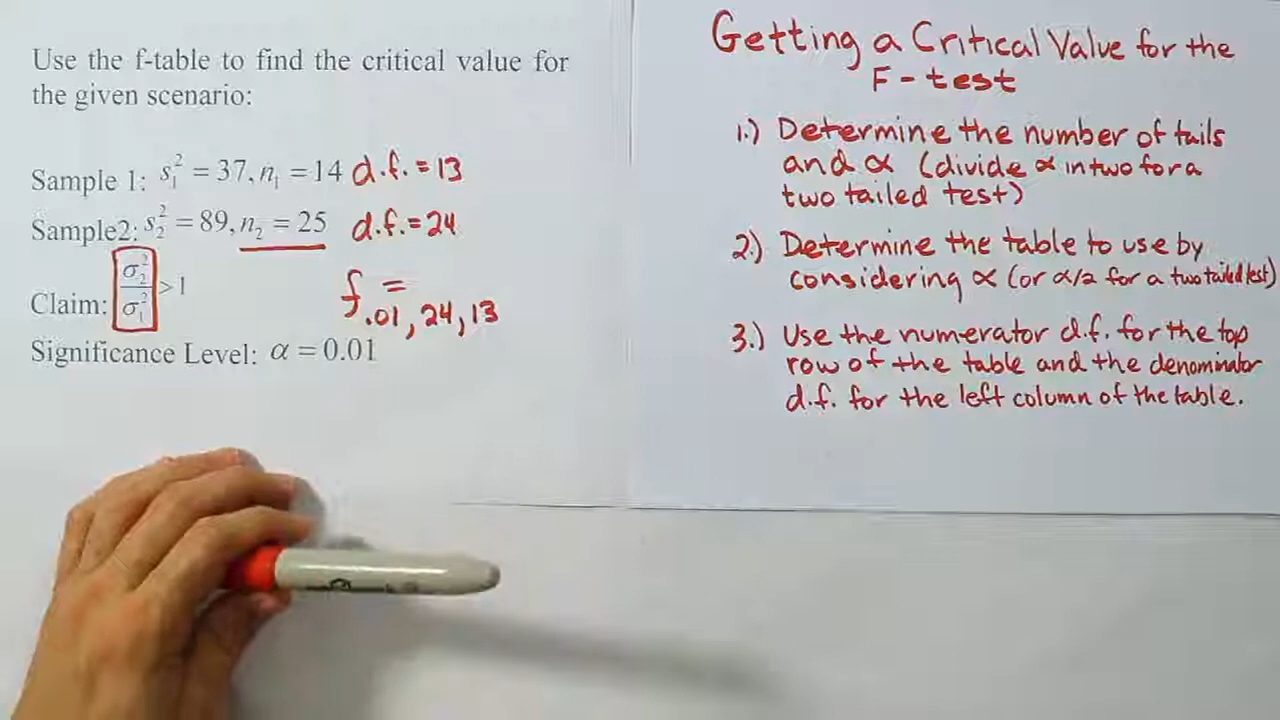 Use the f-table to find the critical value for
the given scenario:
Sample 1: s₁² = 37, n₁ = 14 d.f. = 13
Sample2: s₂² = 89, n₂ = 25 d.f. = 24
Claim: σ₂²/σ₁² > 1
f.01, 24, 13 =
Significance Level: α = 0.01
Getting a Critical Value for the
F-test
1.) Determine the number of tails
and α (divide α in two for a
two tailed test)
2.) Determine the table to use by
considering α (or α/2 for a two tailed test)
3.) Use the numerator d.f. for the top
row of the table and the denominator
d.f. for the left column of the table.